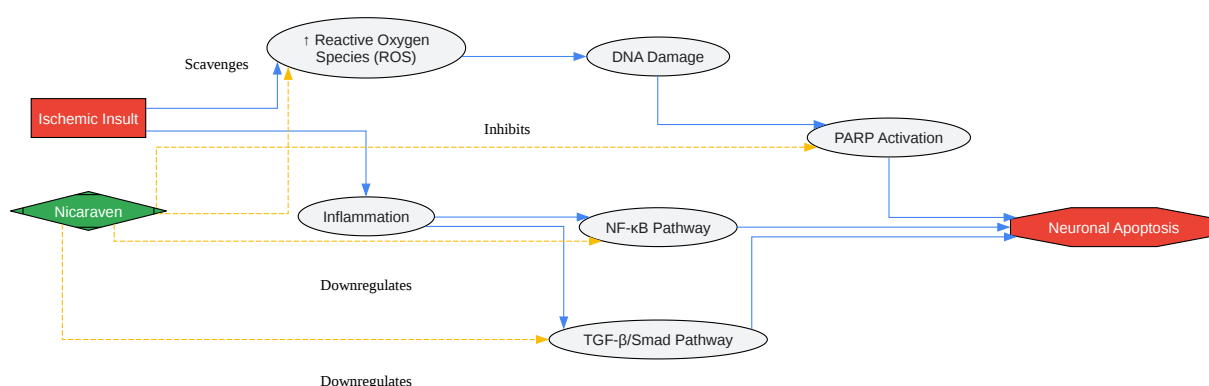 ↑ Reactive Oxygen
Species (ROS)
DNA Damage
Scavenges
Ischemic Insult
Inhibits
PARP Activation
Nicaraven
Inflammation
NF-κB Pathway
Neuronal Apoptosis
Downregulates
TGF-β/Smad Pathway
Downregulates